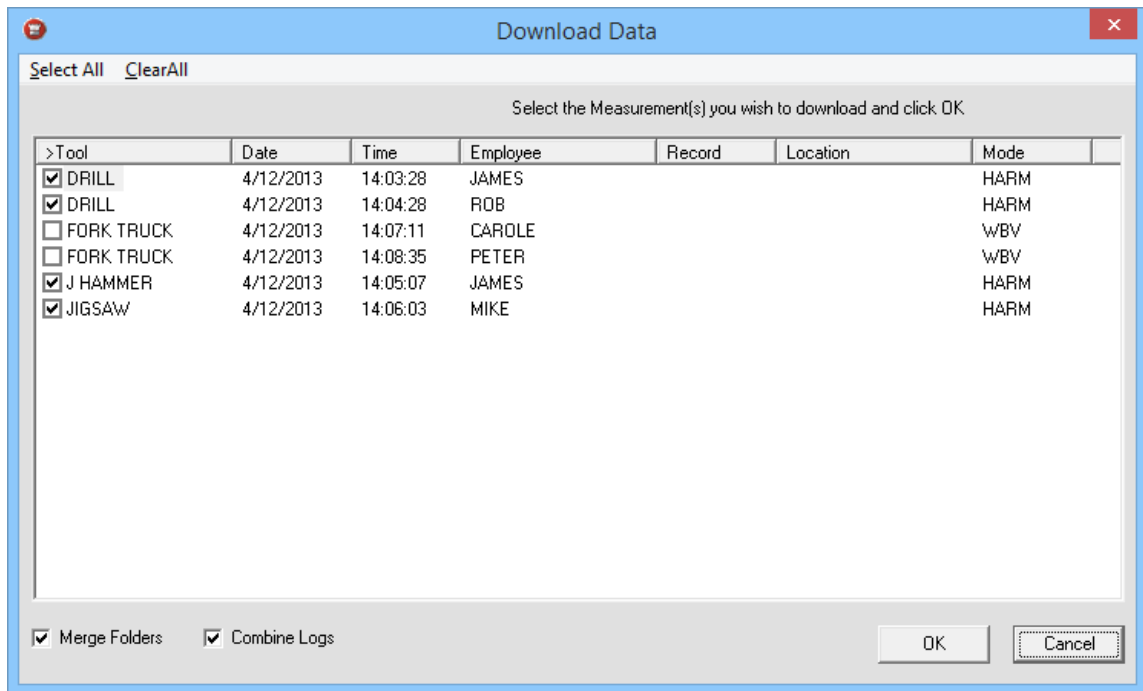 Download Data
Select All ClearAll
Select the Measurement(s) you wish to download and click OK
>Tool Date Time Employee Record Location Mode
DRILL 4/12/2013 14:03:28 JAMES HARM
DRILL 4/12/2013 14:04:28 ROB HARM
FORK TRUCK 4/12/2013 14:07:11 CAROLE WBV
FORK TRUCK 4/12/2013 14:08:35 PETER WBV
J HAMMER 4/12/2013 14:05:07 JAMES HARM
JIGSAW 4/12/2013 14:06:03 MIKE HARM
Merge Folders Combine Logs OK Cancel